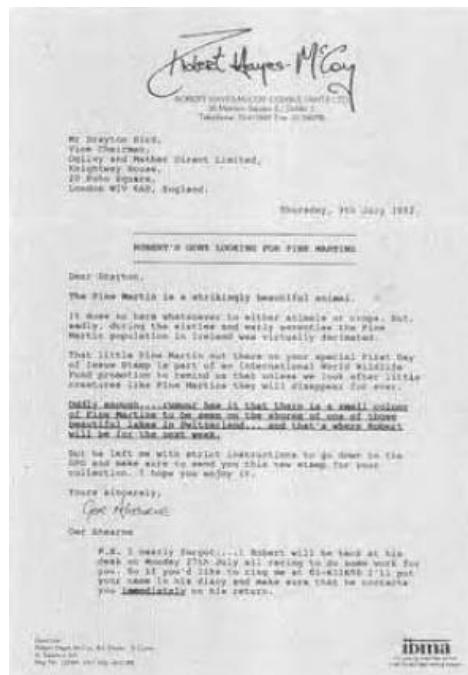 Robert Hayes-McCoy
ROBERT HAYES-McCOY CONSULTANTS LTD
Mr Drayton Bird,
Vice Chairman,
Ogilvy and Mather Direct Limited,
Knightway House,
20 Soho Square,
London W1V 6AD, England.
Thursday, 9th July 1992.
ROBERT'S GONE LOOKING FOR PINE MARTINS
Dear Drayton,
The Pine Martin is a strikingly beautiful animal.
It does no harm whatsoever to either animals or crops. But,
sadly, during the sixties and early seventies the Pine
Martin population in Ireland was virtually decimated.
That little Pine Martin out there on your special First Day
of Issue Stamp is part of an International World Wildlife
Fund promotion to remind us that unless we look after little
creatures like Pine Martins they will disappear for ever.
Oddly enough....rumour has it that there is a small colony
of Pine Martins to be seen on the shores of one of those
beautiful lakes in Switzerland... and that's where Robert
will be for the next week.
But he left me with strict instructions to go down to the
GPO and make sure to send you this new stamp for your
collection. I hope you enjoy it.
Yours sincerely,
Ger Ahearne
Ger Ahearne
P.S. I nearly forgot....! Robert will be back at his
desk on Monday 27th July all racing to do some work for
you. So if you'd like to ring me at I'll put
your name in his diary and make sure that he contacts
you immediately on his return.
ibma